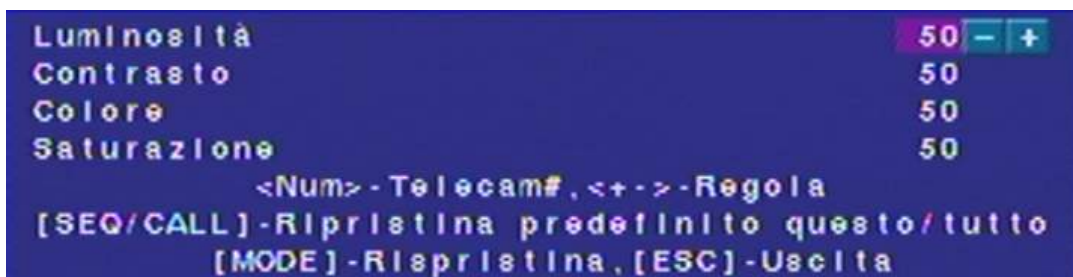 Luminosità 50 - +
Contrasto 50
Colore 50
Saturazione 50
<Num>-Telecam#,<+->-Regola
[SEQ/CALL]-Ripristina predefinito questo/tutto
[MODE]-Rispristina,[ESC]-Uscita